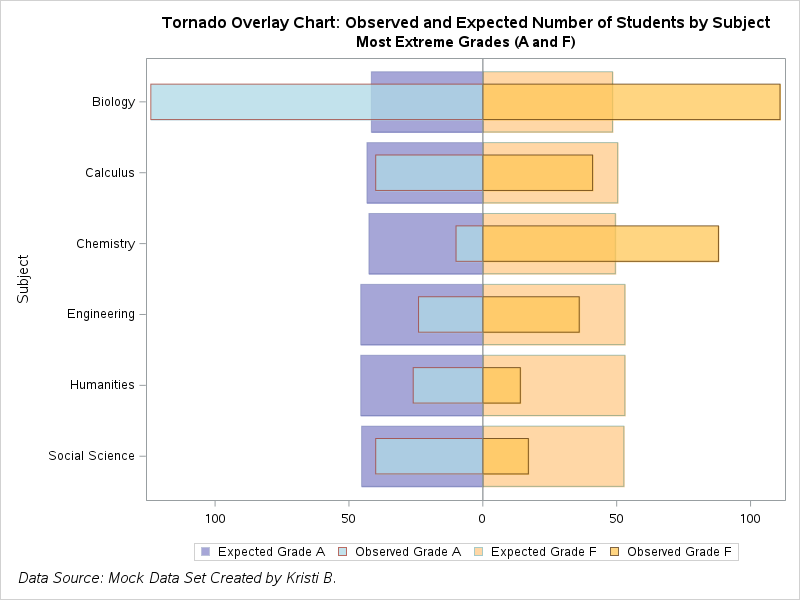 Tornado Overlay Chart: Observed and Expected Number of Students by Subject
Most Extreme Grades (A and F)
Subject
Biology
Calculus
Chemistry
Engineering
Humanities
Social Science
100 50 0 50 100
Expected Grade A Observed Grade A Expected Grade F Observed Grade F
Data Source: Mock Data Set Created by Kristi B.